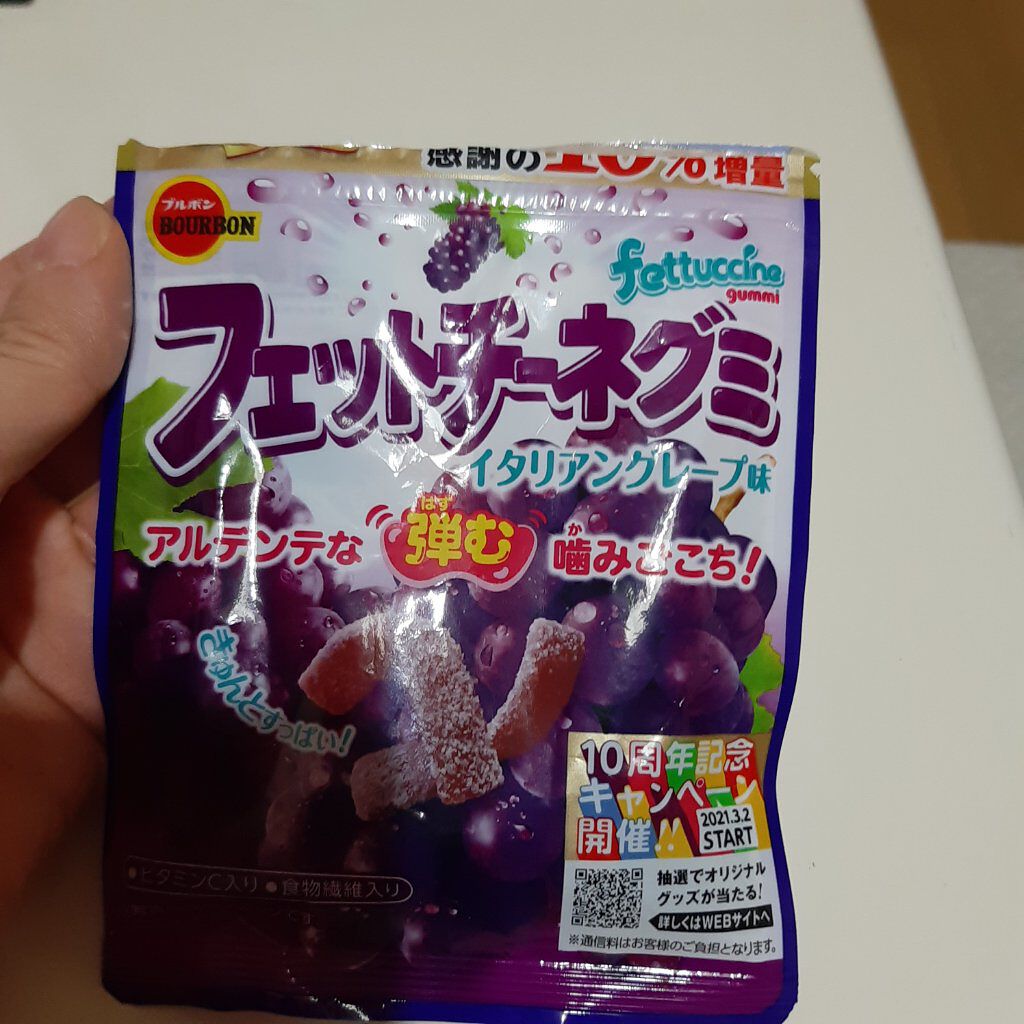 感謝の10%増量
ブルボン
BOURBON
fettuccine
gummi
フェットチーネグミ
イタリアングレープ味
はず
か
アルデンテな 弾む 噛みごこち!
きゅんとすっぱい!
10周年記念
キャンペーン
開催!!
2021.3.2
START
抽選でオリジナル
グッズが当たる!
詳しくはWEBサイトへ
※通信料はお客様のご負担となります。
●ビタミンC入り ●食物繊維入り